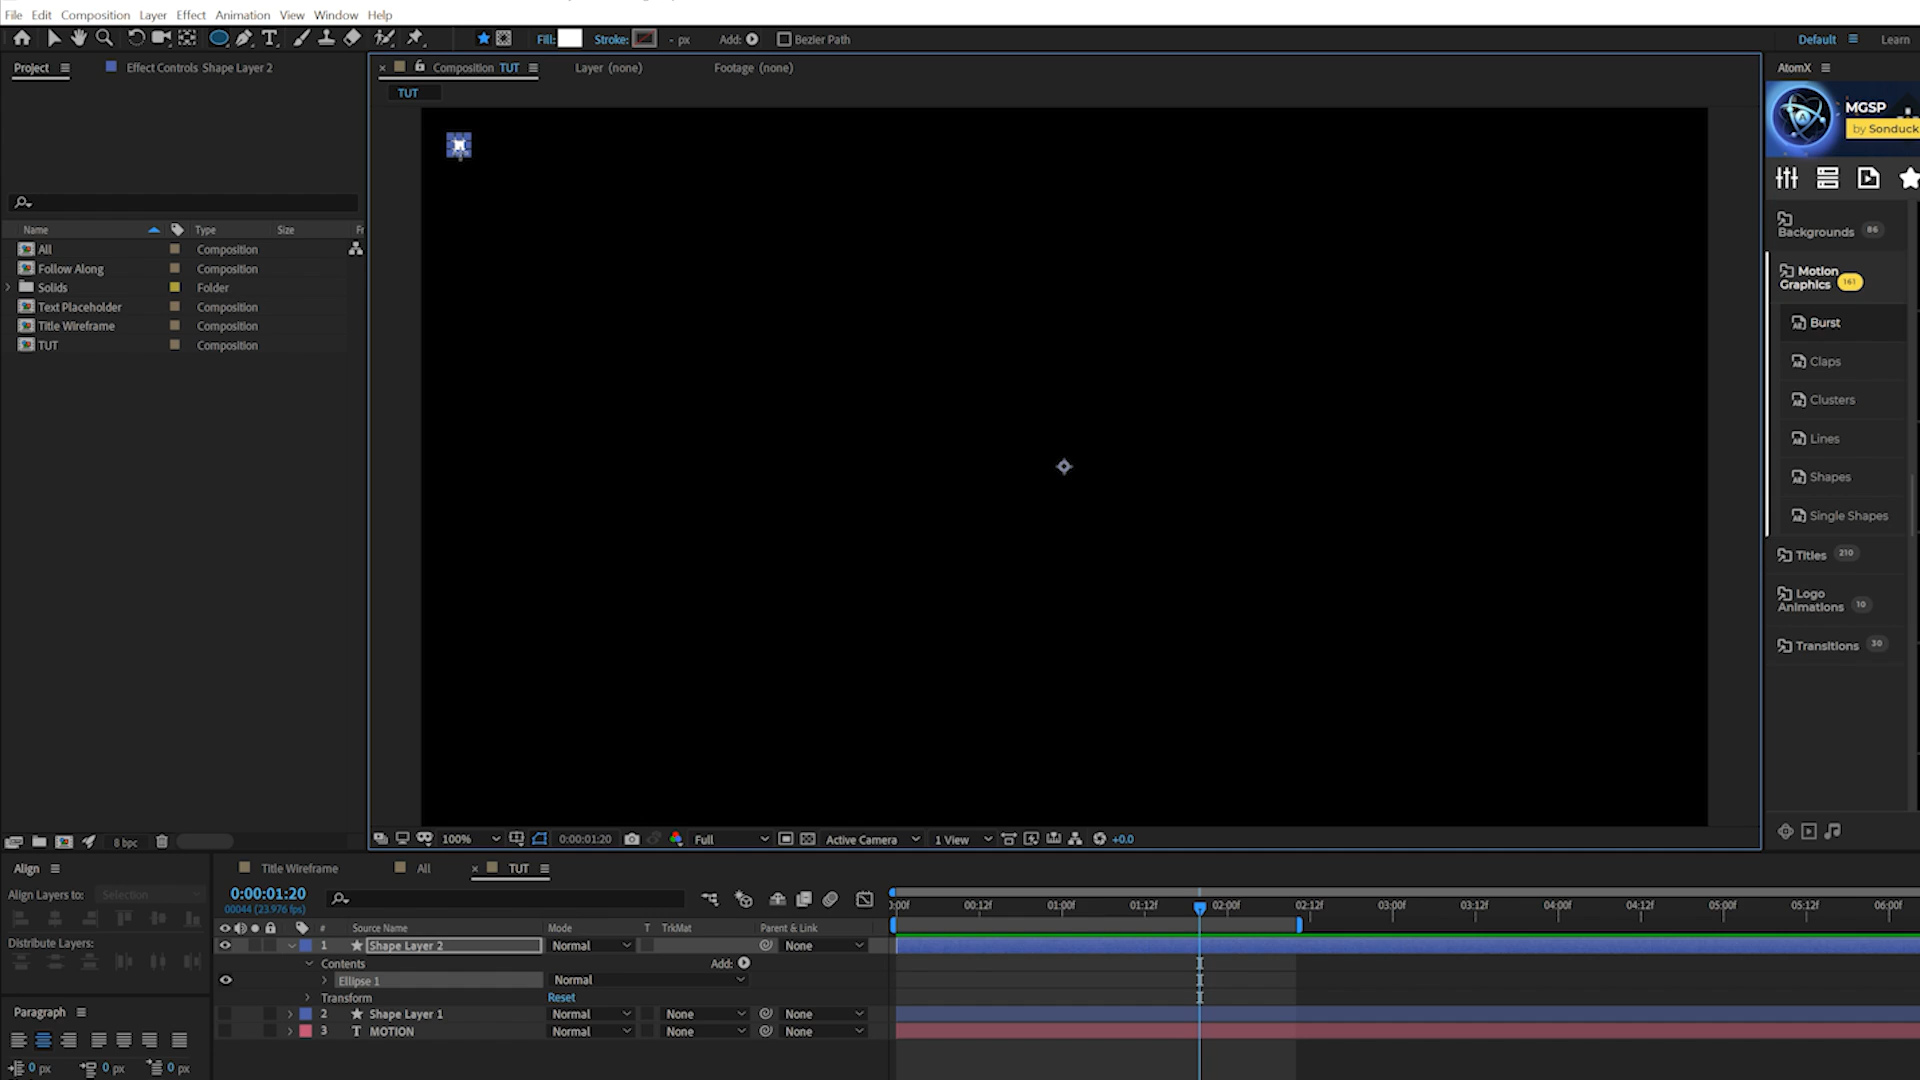 File Edit Composition Layer Effect Animation View Window Help
Fill: Stroke: - px Add: Bezier Path Default Learn
Project Effect Controls Shape Layer 2 Composition TUT Layer (none) Footage (none) AtomX
TUT
MGSP
by Sonduck
Name Type Size Fr
All Composition
Follow Along Composition
Solids Folder
Text Placeholder Composition
Title Wireframe Composition
TUT Composition
Backgrounds 86
Motion
Graphics 161
Burst
Claps
Clusters
Lines
Shapes
Single Shapes
Titles 210
Logo
Animations 10
Transitions 30
8 bpc 100% 0:00:01:20 Full Active Camera 1 View +0.0
Align Title Wireframe All TUT
Align Layers to: Selection
0:00:01:20
00044 (23.976 fps)
:00f 00:12f 01:00f 01:12f 02:00f 02:12f 03:00f 03:12f 04:00f 04:12f 05:00f 05:12f 06:00f
# Source Name Mode T TrkMat Parent & Link
Distribute Layers:
1 Shape Layer 2 Normal None
Contents Add:
Ellipse 1 Normal
Transform Reset
Paragraph
2 Shape Layer 1 Normal None None
3 T MOTION Normal None None
0 px 0 px 0 px